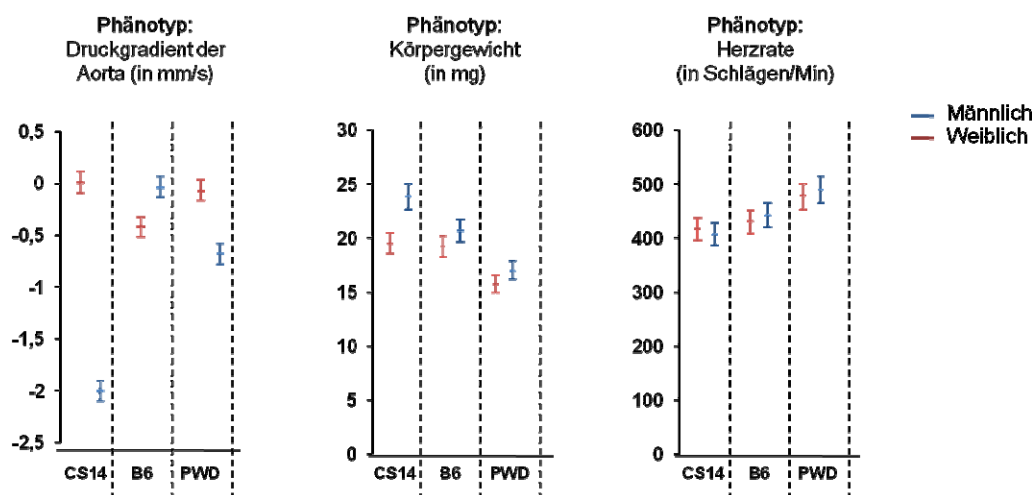 Phänotyp:
Druckgradient der
Aorta (in mm/s)
0,5
0
-0,5
-1
-1,5
-2
-2,5
CS14 B6 PWD
Phänotyp:
Körpergewicht
(in mg)
30
25
20
15
10
5
0
CS14 B6 PWD
Phänotyp:
Herzrate
(in Schlägen/Min)
600
500
400
300
200
100
0
CS14 B6 PWD
Männlich
Weiblich